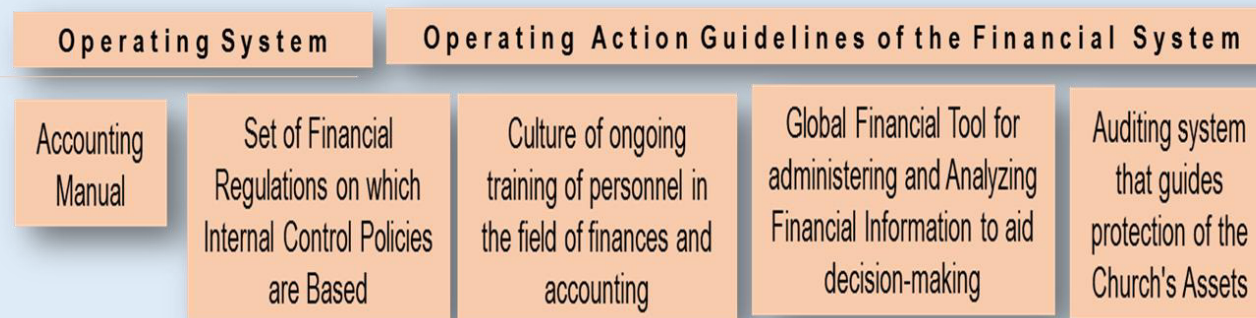 Operating System
Operating Action Guidelines of the Financial System
Accounting
Manual
Set of Financial
Regulations on which
Internal Control Policies
are Based
Culture of ongoing
training of personnel in
the field of finances and
accounting
Global Financial Tool for
administering and Analyzing
Financial Information to aid
decision-making
Auditing system
that guides
protection of the
Church's Assets